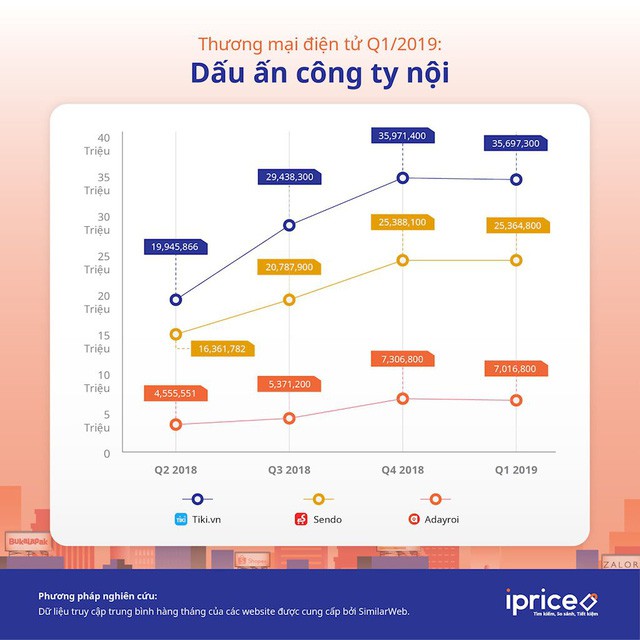 Thương mại điện tử Q1/2019:
Dấu ấn công ty nội
40
Triệu
35
Triệu
30
Triệu
25
Triệu
20
Triệu
15
Triệu
10
Triệu
5
Triệu
0
19,945,866
29,438,300
35,971,400
35,697,300
16,361,782
20,787,900
25,388,100
25,364,800
4,555,551
5,371,200
7,306,800
7,016,800
Q2 2018
Q3 2018
Q4 2018
Q1 2019
TIKI
Tiki.vn
Sendo
Adayroi
BukaLapak
ZALOR
Phương pháp nghiên cứu:
Dữ liệu truy cập trung bình hàng tháng của các website được cung cấp bởi SimilarWeb.
iprice
Tìm kiếm, So sánh, Tiết kiệm